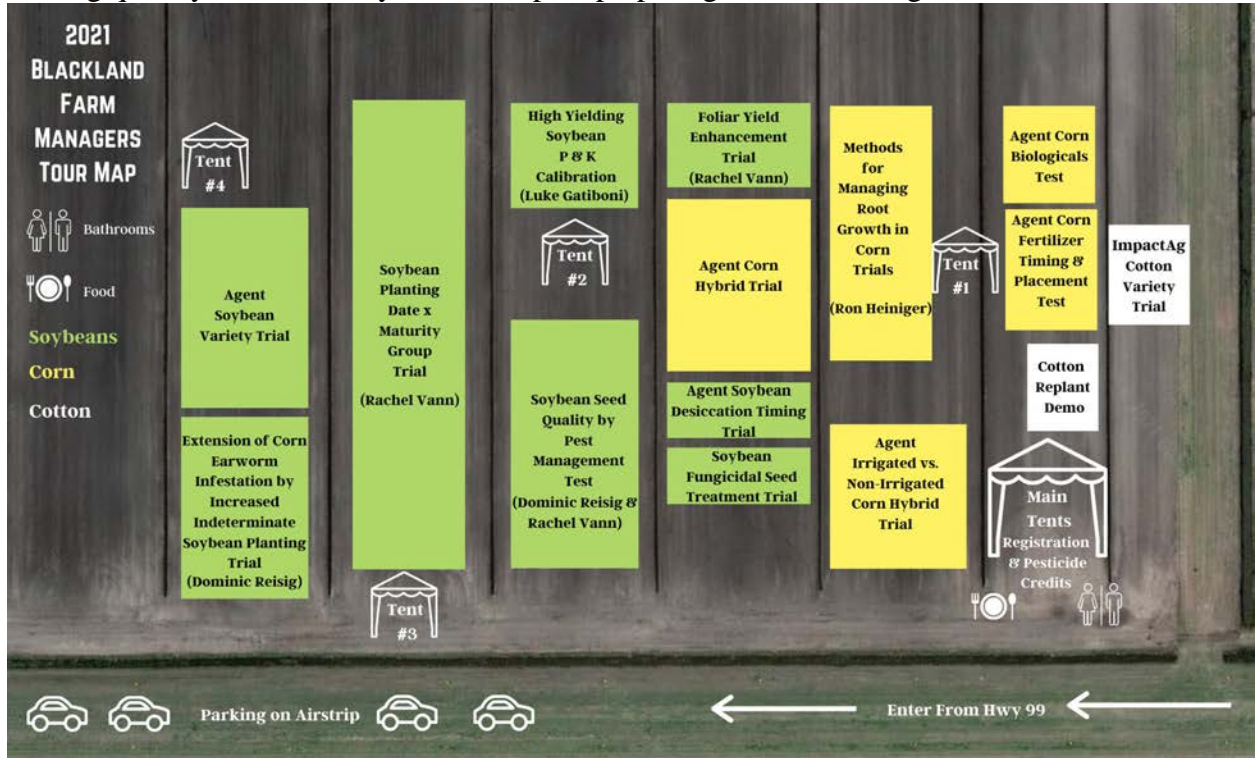 2021
BLACKLAND
FARM
MANAGERS
TOUR MAP
Bathrooms
Food
Soybeans
Corn
Cotton
Tent
#4
Agent
Soybean
Variety Trial
Extension of Corn
Earworm
Infestation by
Increased
Indeterminate
Soybean Planting
Trial
(Dominic Reisig)
Soybean
Planting
Date x
Maturity
Group
Trial
(Rachel Vann)
Tent
#3
High Yielding
Soybean
P & K
Calibration
(Luke Gatiboni)
Tent
#2
Soybean Seed
Quality by
Pest
Management
Test
(Dominic Reisig &
Rachel Vann)
Foliar Yield
Enhancement
Trial
(Rachel Vann)
Agent Corn
Hybrid Trial
Agent Soybean
Desiccation Timing
Trial
Soybean
Fungicidal Seed
Treatment Trial
Methods
for
Managing
Root
Growth in
Corn
Trials
(Ron Heiniger)
Agent
Irrigated vs.
Non-Irrigated
Corn Hybrid
Trial
Tent
#1
Agent Corn
Biologicals
Test
Agent Corn
Fertilizer
Timing &
Placement
Test
ImpactAg
Cotton
Variety
Trial
Cotton
Replant
Demo
Main
Tents
Registration
& Pesticide
Credits
Parking on Airstrip
Enter From Hwy 99